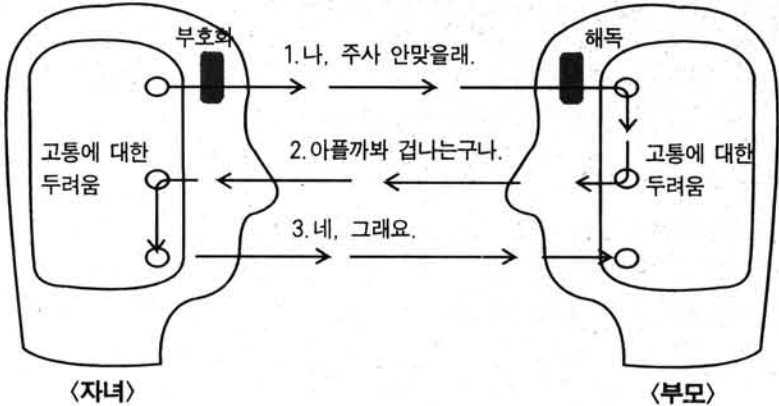 부호화
1.나, 주사 안맞을래.
해독
고통에 대한
두려움
2.아플까봐 겁나는구나.
고통에 대한
두려움
3.네, 그래요.
〈자녀〉
〈부모〉